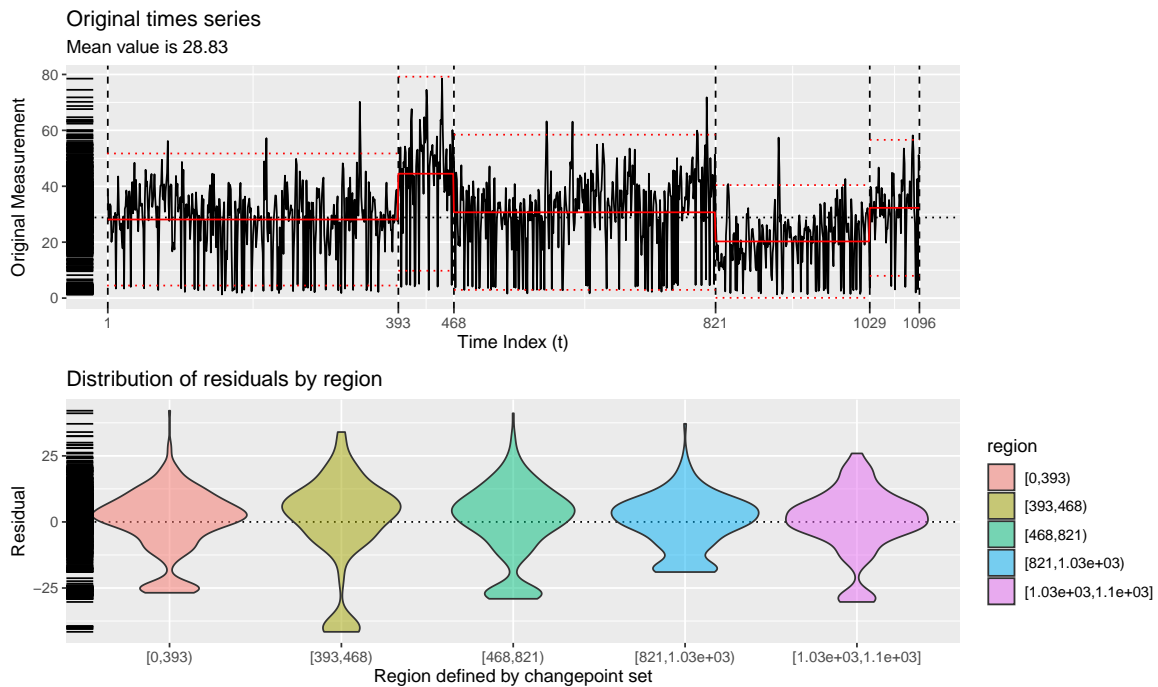 Original times series
Mean value is 28.83
80
60
40
20
0
Original Measurement
1 393 468 821 1029 1096
Time Index (t)
Distribution of residuals by region
25
0
−25
Residual
[0,393) [393,468) [468,821) [821,1.03e+03) [1.03e+03,1.1e+03]
Region defined by changepoint set
region
[0,393)
[393,468)
[468,821)
[821,1.03e+03)
[1.03e+03,1.1e+03]